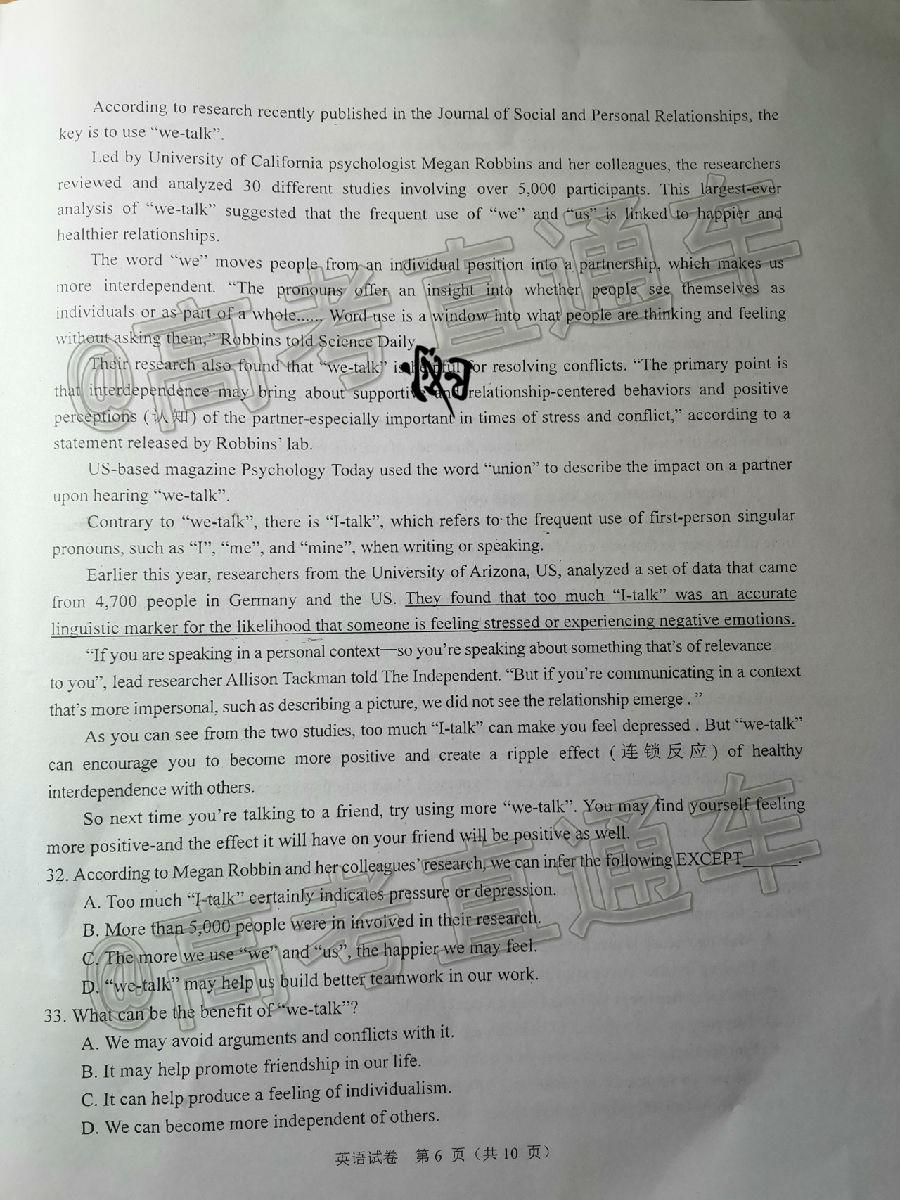 According to research recently published in the Journal of Social and Personal Relationships, the
key is to use “we-talk”.
Led by University of California psychologist Megan Robbins and her colleagues, the researchers
reviewed and analyzed 30 different studies involving over 5,000 participants. This largest-ever
analysis of “we-talk” suggested that the frequent use of “we” and “us” is linked to happier and
healthier relationships.
The word “we” moves people from an individual position into a partnership, which makes us
more interdependent. “The pronouns offer an insight into whether people see themselves as
individuals or as part of a whole...... Word use is a window into what people are thinking and feeling
without asking them,” Robbins told Science Daily.
Their research also found that “we-talk” is for resolving conflicts. “The primary point is
that interdependence may bring about supportive and relationship-centered behaviors and positive
perceptions (认知) of the partner-especially important in times of stress and conflict,” according to a
statement released by Robbins’ lab.
US-based magazine Psychology Today used the word “union” to describe the impact on a partner
upon hearing “we-talk”.
Contrary to “we-talk”, there is “I-talk”, which refers to the frequent use of first-person singular
pronouns, such as “I”, “me”, and “mine”, when writing or speaking.
Earlier this year, researchers from the University of Arizona, US, analyzed a set of data that came
from 4,700 people in Germany and the US. They found that too much “I-talk” was an accurate
linguistic marker for the likelihood that someone is feeling stressed or experiencing negative emotions.
“If you are speaking in a personal context—so you’re speaking about something that’s of relevance
to you”, lead researcher Allison Tackman told The Independent. “But if you’re communicating in a context
that’s more impersonal, such as describing a picture, we did not see the relationship emerge .”
As you can see from the two studies, too much “I-talk” can make you feel depressed . But “we-talk”
can encourage you to become more positive and create a ripple effect (连锁反应) of healthy
interdependence with others.
So next time you’re talking to a friend, try using more “we-talk”. You may find yourself feeling
more positive-and the effect it will have on your friend will be positive as well.
32. According to Megan Robbin and her colleagues’ research, we can infer the following EXCEPT______.
A. Too much “I-talk” certainly indicates pressure or depression.
B. More than 5,000 people were in involved in their research.
C. The more we use “we” and “us”, the happier we may feel.
D. “we-talk” may help us build better teamwork in our work.
33. What can be the benefit of “we-talk”?
A. We may avoid arguments and conflicts with it.
B. It may help promote friendship in our life.
C. It can help produce a feeling of individualism.
D. We can become more independent of others.
英语试卷 第 6 页（共 10 页）
@高考直通车
@高考直通车